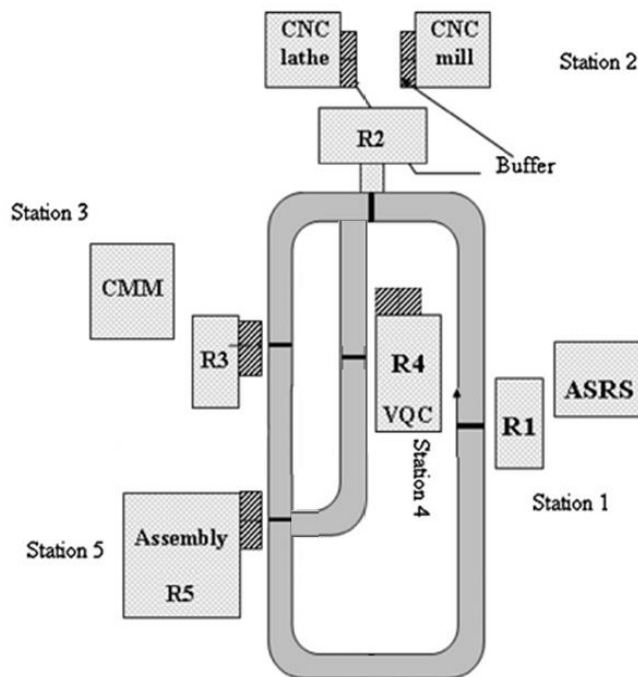 CNC
lathe
CNC
mill
Station 2
R2
Buffer
Station 3
CMM
R3
R4
VQC
Station 4
ASRS
R1
Station 1
Station 5
Assembly
R5